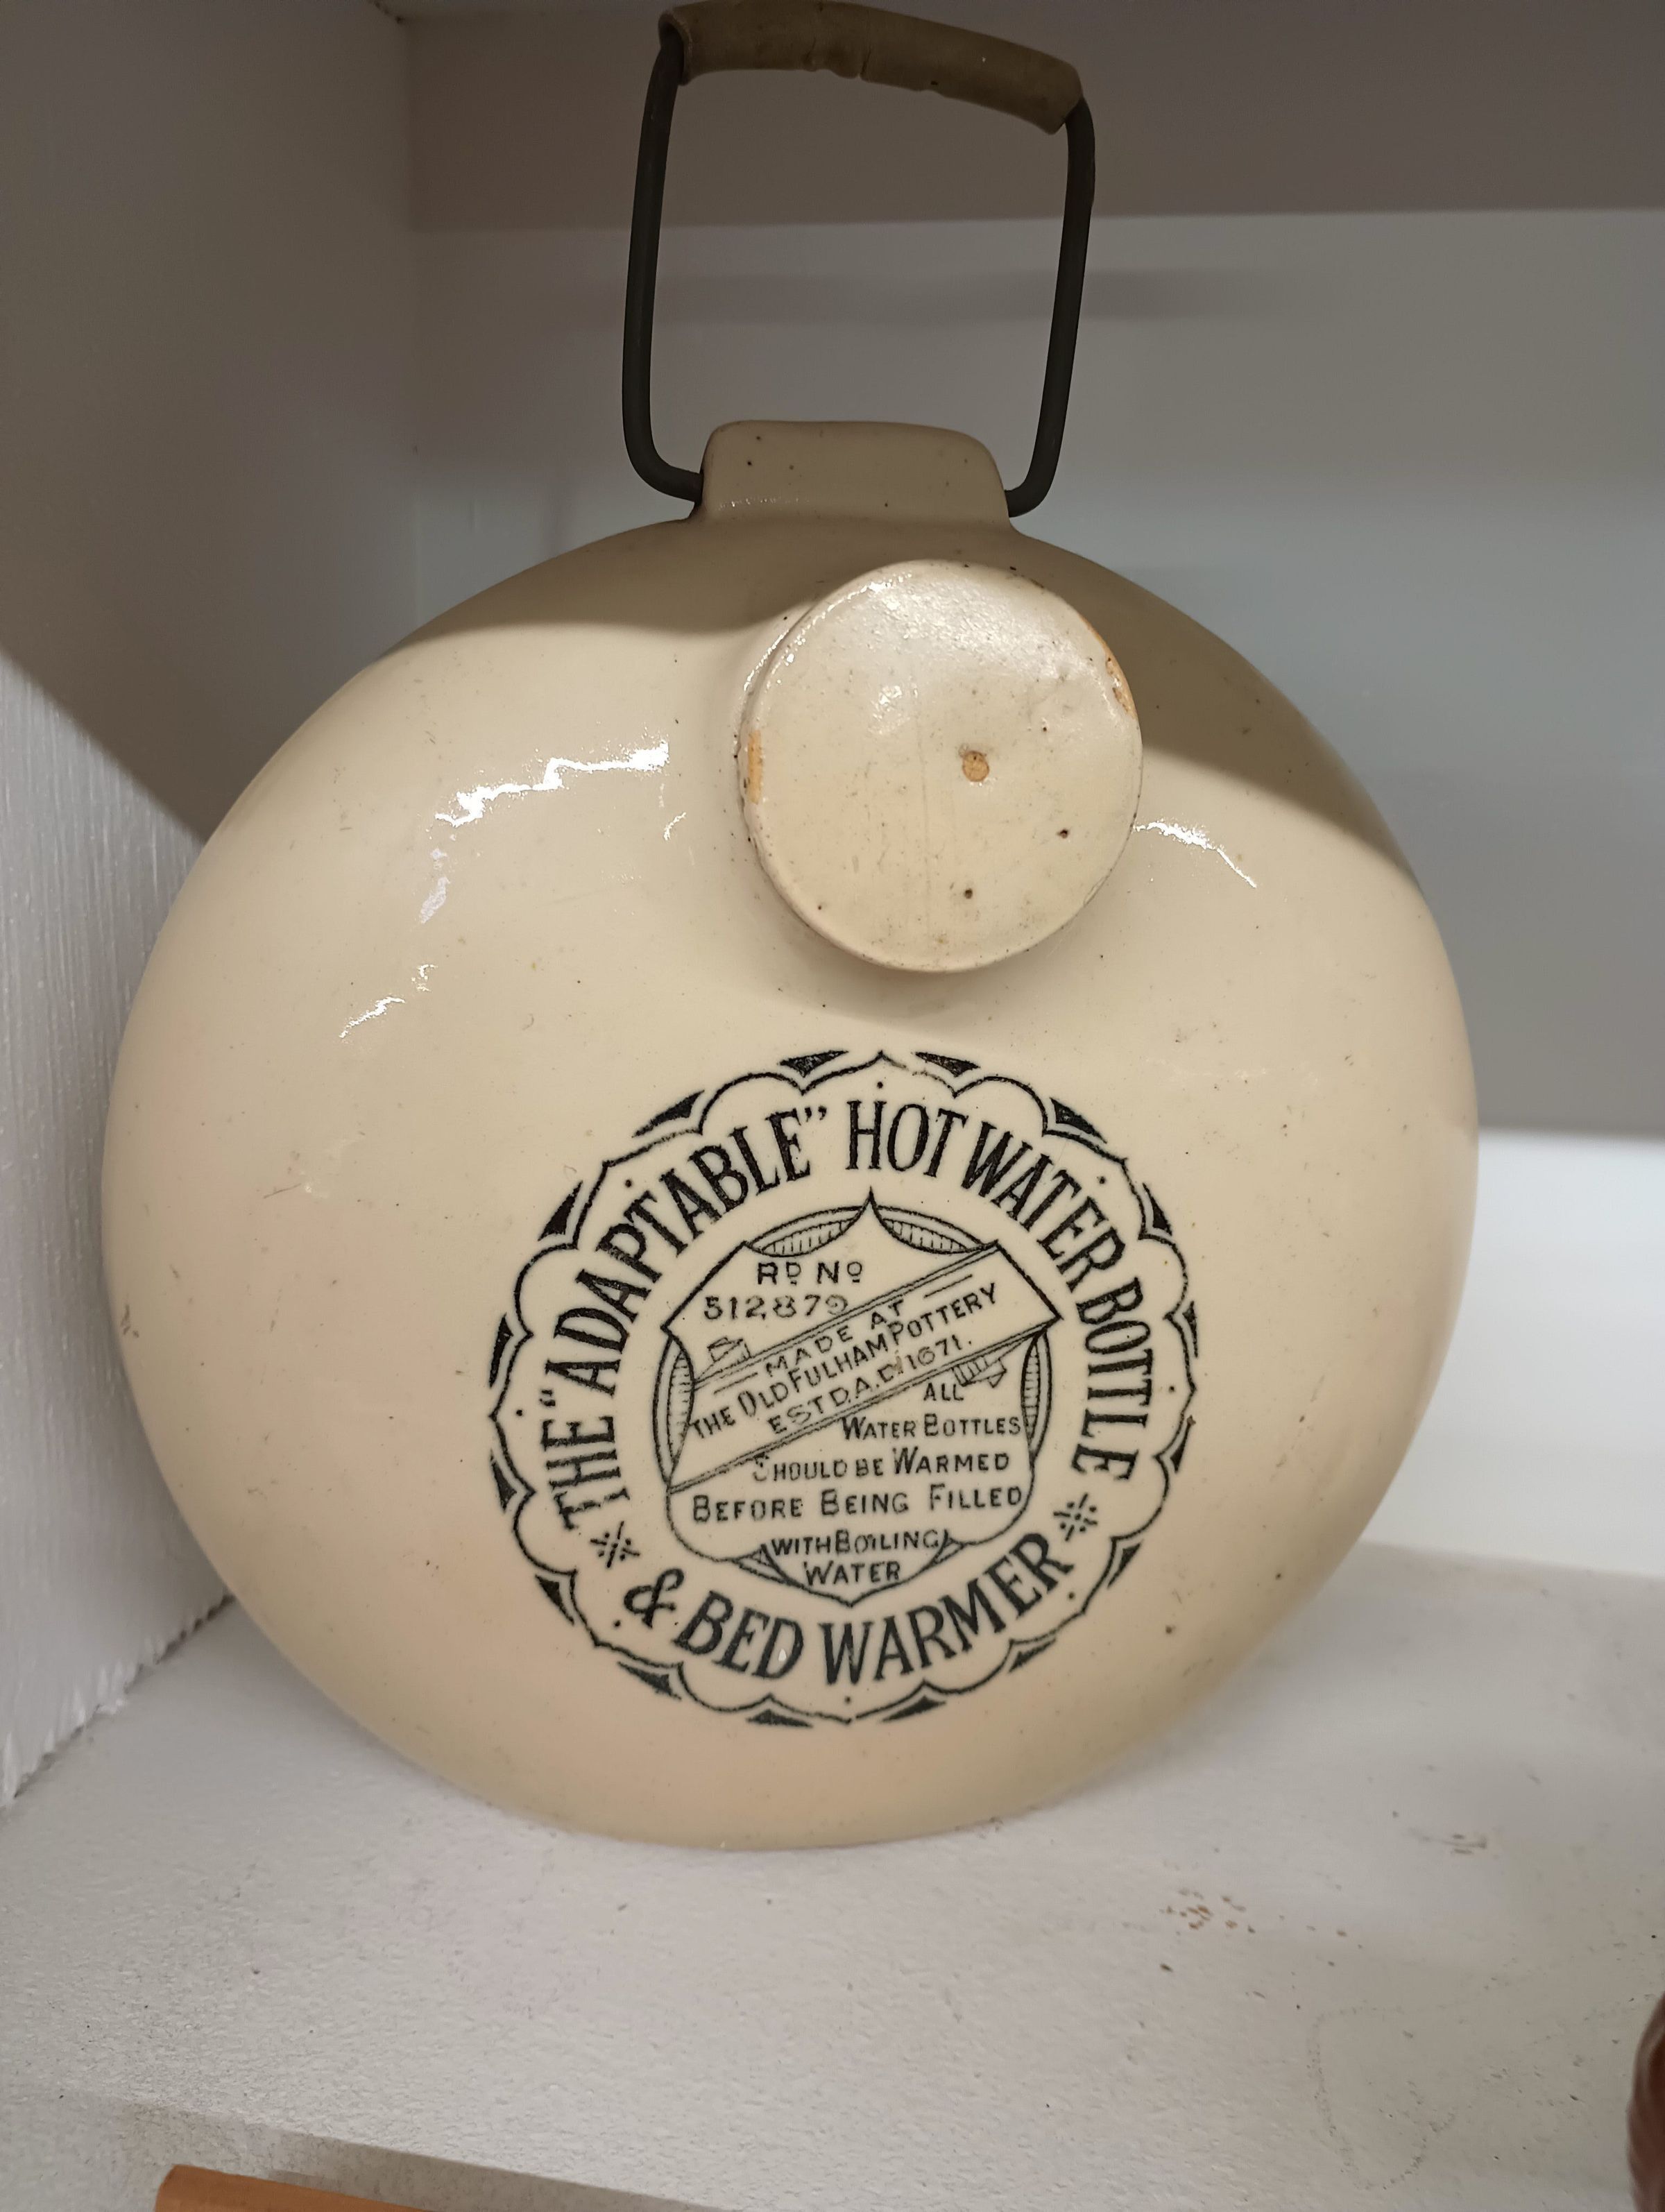 THE "ADAPTABLE" HOT WATER BOTTLE
& BED WARMER
RD NO
512879
MADE AT
THE OLD FULHAM POTTERY
ESTD. A.D. 1671.
ALL
WATER BOTTLES
SHOULD BE WARMED
BEFORE BEING FILLED
WITH BOILING
WATER